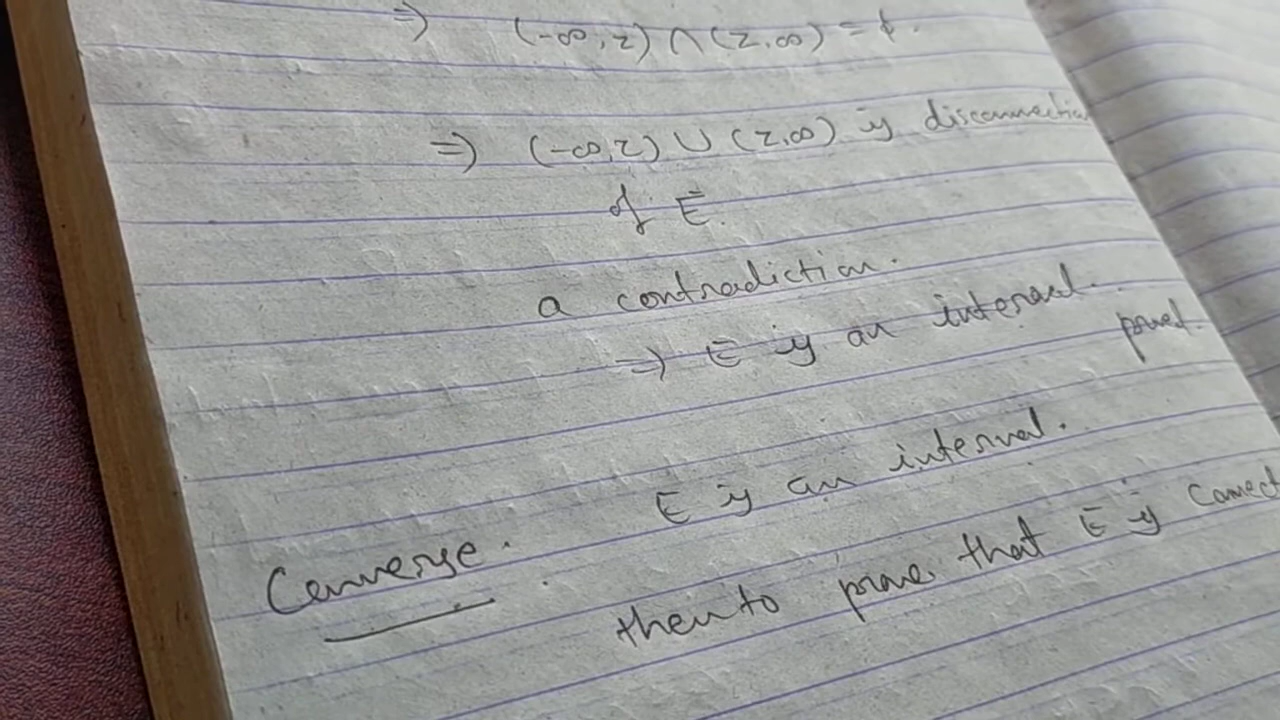 ⇒ (-∞, z) ∩ (z, ∞) = ϕ.
⇒ (-∞, z) ∪ (z, ∞) is disconnection
of E.
a contradiction.
⇒ E is an interval.
proved.
E is an interval.
Converse.
then to prove that E is connect